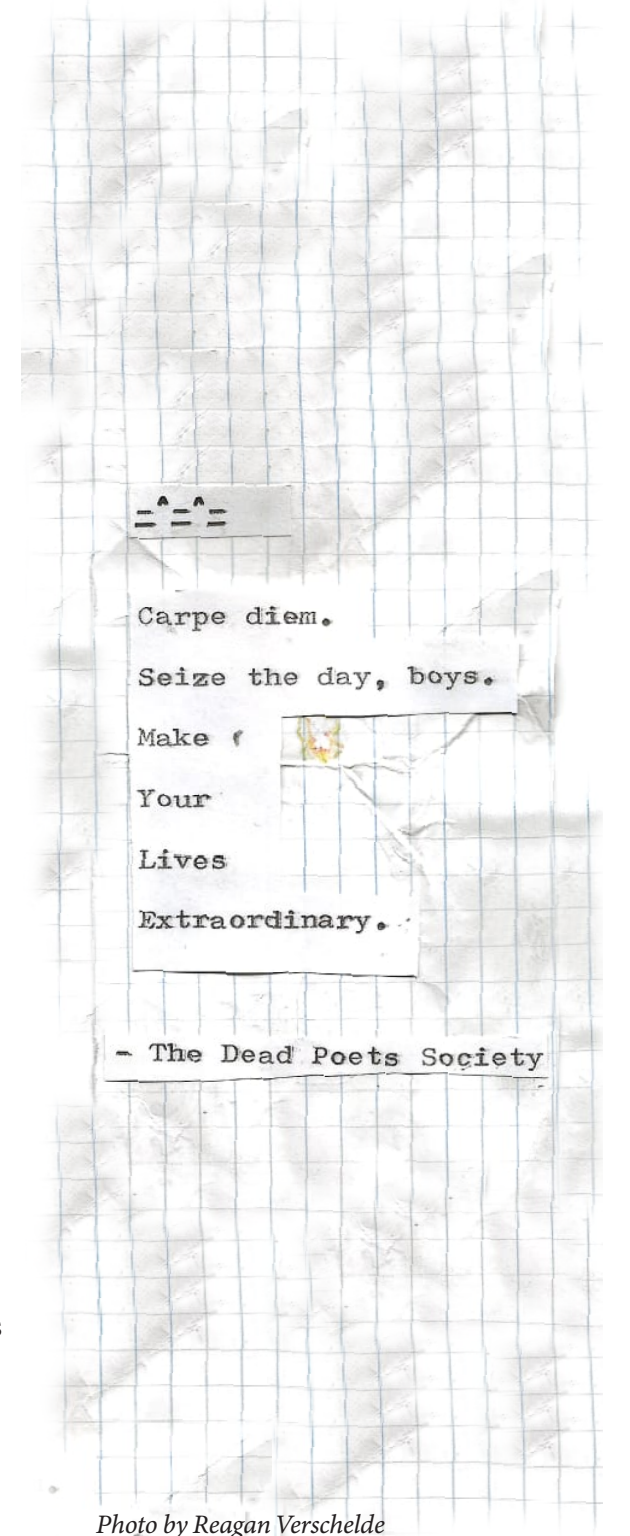 =^=^=
Carpe diem.
Seize the day, boys.
Make
Your
Lives
Extraordinary.
- The Dead Poets Society
s
Photo by Reagan Verschelde